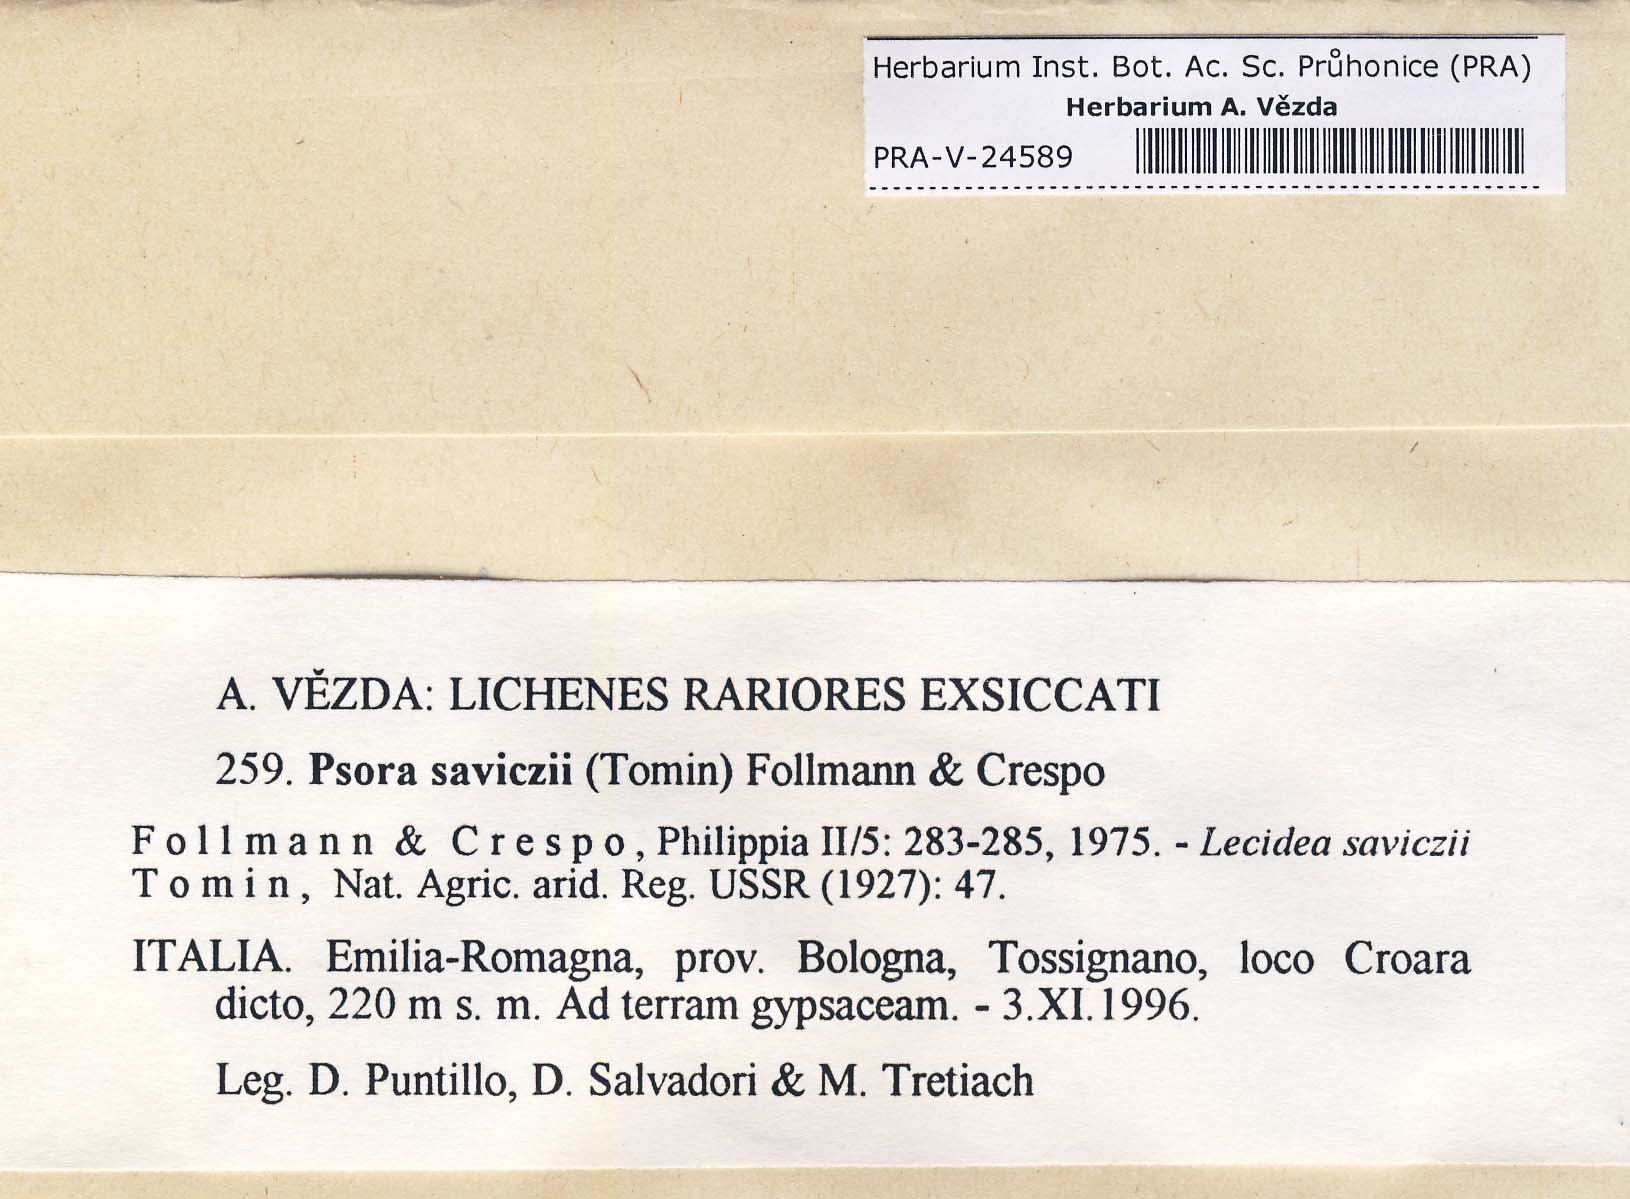 Herbarium Inst. Bot. Ac. Sc. Průhonice (PRA)
Herbarium A. Vězda
PRA-V-24589
A. VĚZDA: LICHENES RARIORES EXSICCATI
259. Psora saviczii (Tomin) Follmann & Crespo
Follmann & Crespo, Philippia II/5: 283-285, 1975. - Lecidea saviczii
Tomin, Nat. Agric. arid. Reg. USSR (1927): 47.
ITALIA. Emilia-Romagna, prov. Bologna, Tossignano, loco Croara
dicto, 220 m s. m. Ad terram gypsaceam. - 3.XI.1996.
Leg. D. Puntillo, D. Salvadori & M. Tretiach